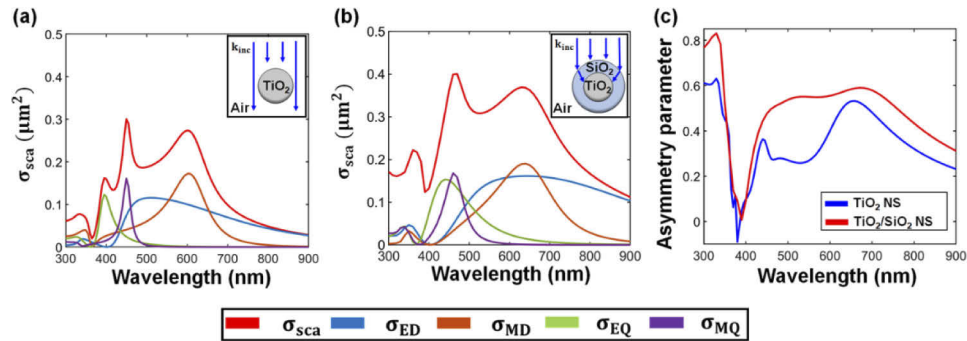 (a)
0.5
0.4
0.3
0.2
0.1
0
σsca (μm²)
kinc
TiO₂
Air
300 400 500 600 700 800 900
Wavelength (nm)
(b)
0.5
0.4
0.3
0.2
0.1
0
σsca (μm²)
kinc
SiO₂
TiO₂
Air
300 400 500 600 700 800 900
Wavelength (nm)
(c)
0.8
0.6
0.4
0.2
0
Asymmetry parameter
TiO₂ NS
TiO₂/SiO₂ NS
300 400 500 600 700 800 900
Wavelength (nm)
σsca σED σMD σEQ σMQ